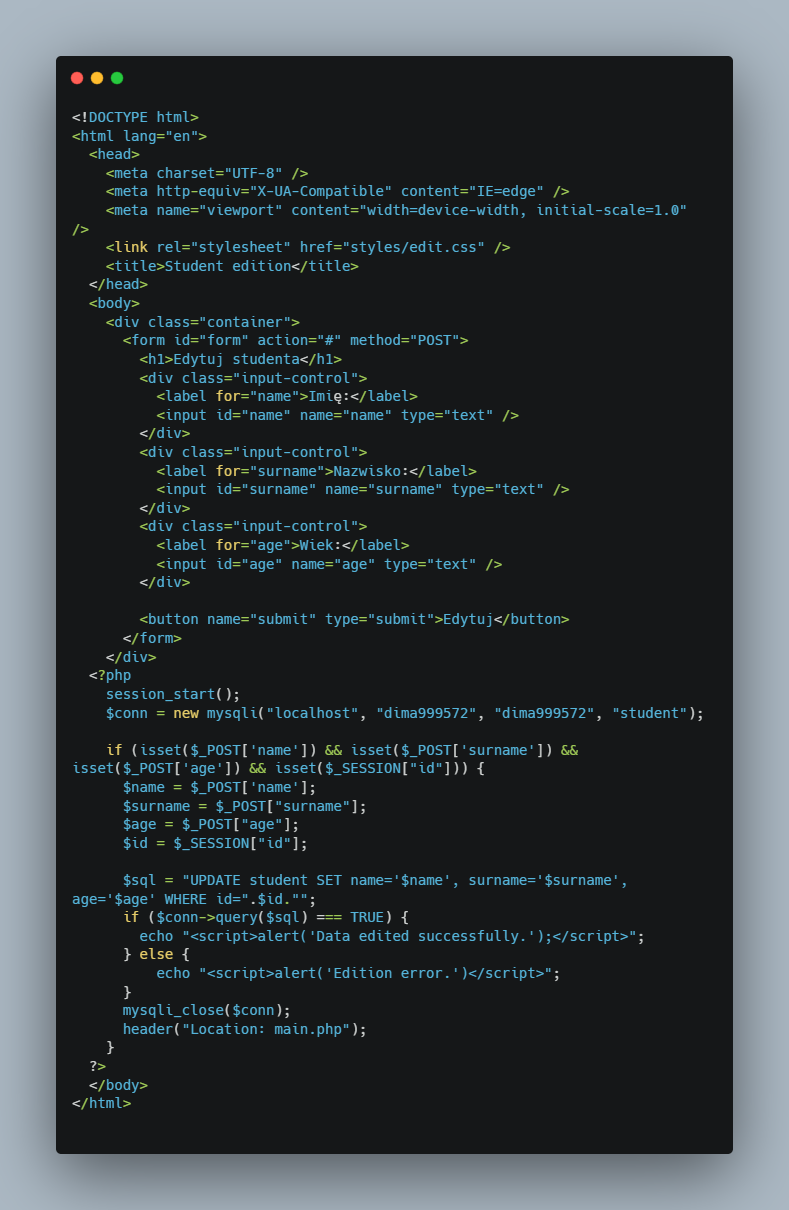 <!DOCTYPE html>
<html lang="en">
  <head>
    <meta charset="UTF-8" />
    <meta http-equiv="X-UA-Compatible" content="IE=edge" />
    <meta name="viewport" content="width=device-width, initial-scale=1.0"
/>
    <link rel="stylesheet" href="styles/edit.css" />
    <title>Student edition</title>
  </head>
  <body>
    <div class="container">
      <form id="form" action="#" method="POST">
        <h1>Edytuj studenta</h1>
        <div class="input-control">
          <label for="name">Imię:</label>
          <input id="name" name="name" type="text" />
        </div>
        <div class="input-control">
          <label for="surname">Nazwisko:</label>
          <input id="surname" name="surname" type="text" />
        </div>
        <div class="input-control">
          <label for="age">Wiek:</label>
          <input id="age" name="age" type="text" />
        </div>

        <button name="submit" type="submit">Edytuj</button>
      </form>
    </div>
  <?php
    session_start();
    $conn = new mysqli("localhost", "dima999572", "dima999572", "student");

    if (isset($_POST['name']) && isset($_POST['surname']) &&
isset($_POST['age']) && isset($_SESSION["id"])) {
      $name = $_POST['name'];
      $surname = $_POST["surname"];
      $age = $_POST["age"];
      $id = $_SESSION["id"];

      $sql = "UPDATE student SET name='$name', surname='$surname',
age='$age' WHERE id=".$id."";
      if ($conn->query($sql) === TRUE) {
        echo "<script>alert('Data edited successfully.');</script>";
      } else {
          echo "<script>alert('Edition error.')</script>";
      }
      mysqli_close($conn);
      header("Location: main.php");
    }
  ?>
  </body>
</html>